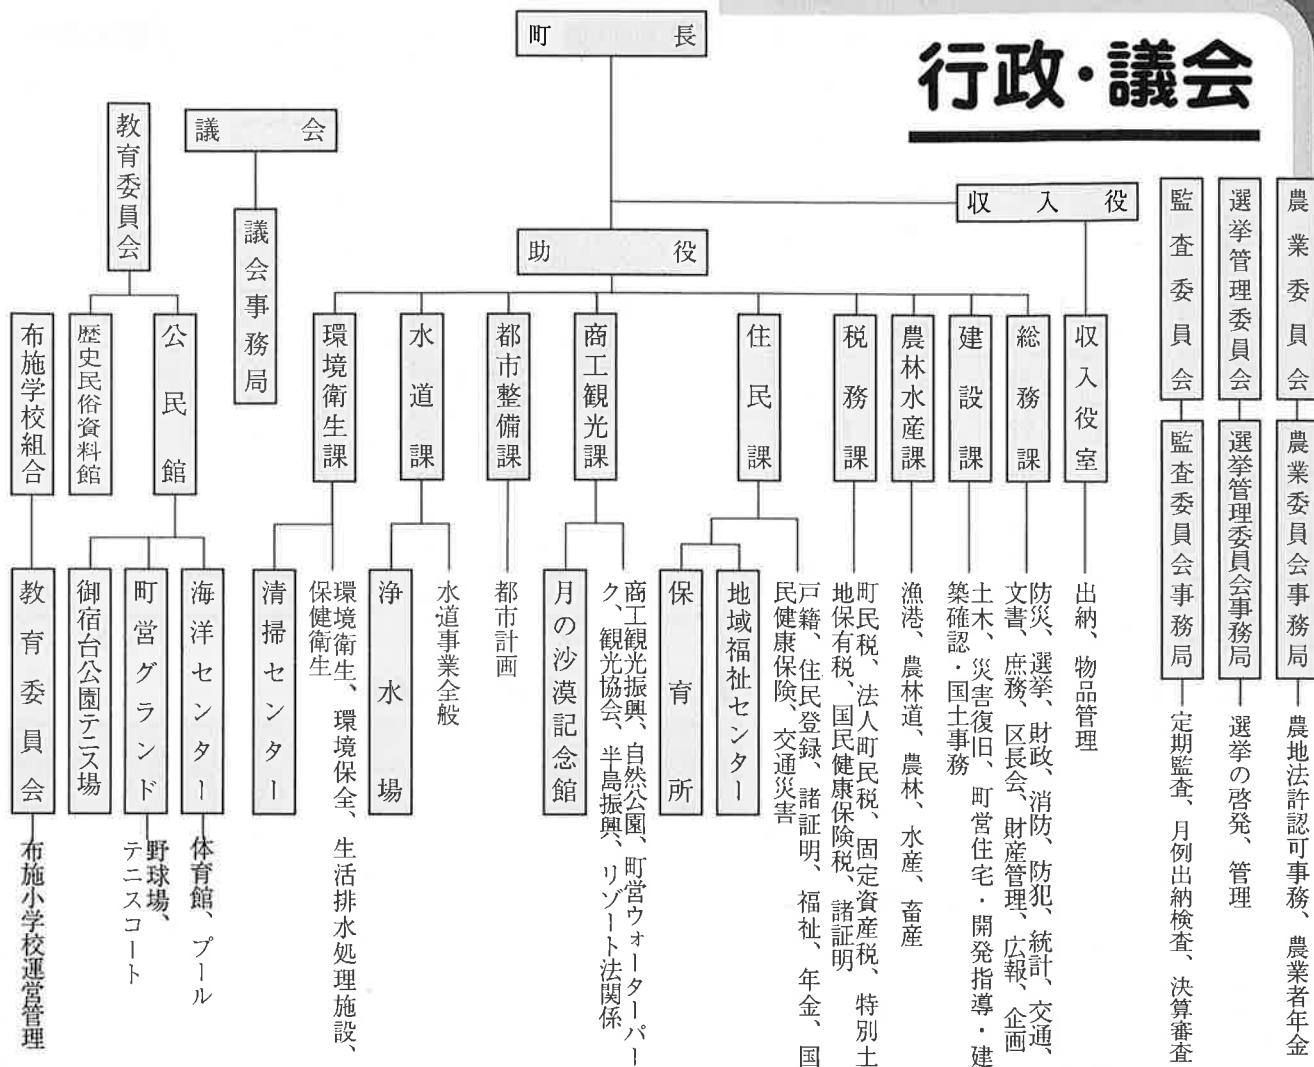 行政・議会
町長
議会
教育委員会
議会事務局
収入役
助役
農業委員会
選挙管理委員会
監査委員会
農業委員会事務局
選挙管理委員会事務局
監査委員会事務局
農地法許認可事務、農業者年金
選挙の啓発、管理
定期監査、月例出納検査、決算審査
収入役室
出納、物品管理
総務課
防災、選挙、財政、消防、防犯、統計、交通、
文書、庶務、区長会、財産管理、広報、企画
建設課
土木、災害復旧、町営住宅・開発指導・建
築確認・国土事務
農林水産課
漁港、農林道、農林、水産、畜産
税務課
町民税、法人町民税、固定資産税、特別土
地保有税、国民健康保険税、諸証明
住民課
戸籍、住民登録、諸証明、福祉、年金、国
民健康保険、交通災害
地域福祉センター
保育所
商工観光課
商工観光振興、自然公園、町営ウォーターパー
ク、観光協会、半島振興、リゾート法関係
月の沙漠記念館
都市整備課
都市計画
水道課
水道事業全般
浄水場
環境衛生課
環境衛生、環境保全、生活排水処理施設、
保健衛生
清掃センター
公民館
歴史民俗資料館
海洋センター
体育館、プール
町営グランド
野球場、
テニスコート
御宿台公園テニス場
布施学校組合
教育委員会
布施小学校運営管理